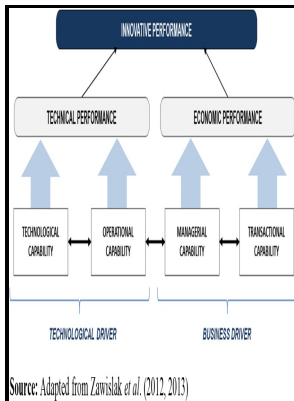 INNOVATIVE PERFORMANCE
TECHNICAL PERFORMANCE
ECONOMIC PERFORMANCE
TECHNOLOGICAL
CAPABILITY
OPERATIONAL
CAPABILITY
MANAGERIAL
CAPABILITY
TRANSACTIONAL
CAPABILITY
TECHNOLOGICAL DRIVER
BUSINESS DRIVER
Source: Adapted from Zawislak et al. (2012, 2013)